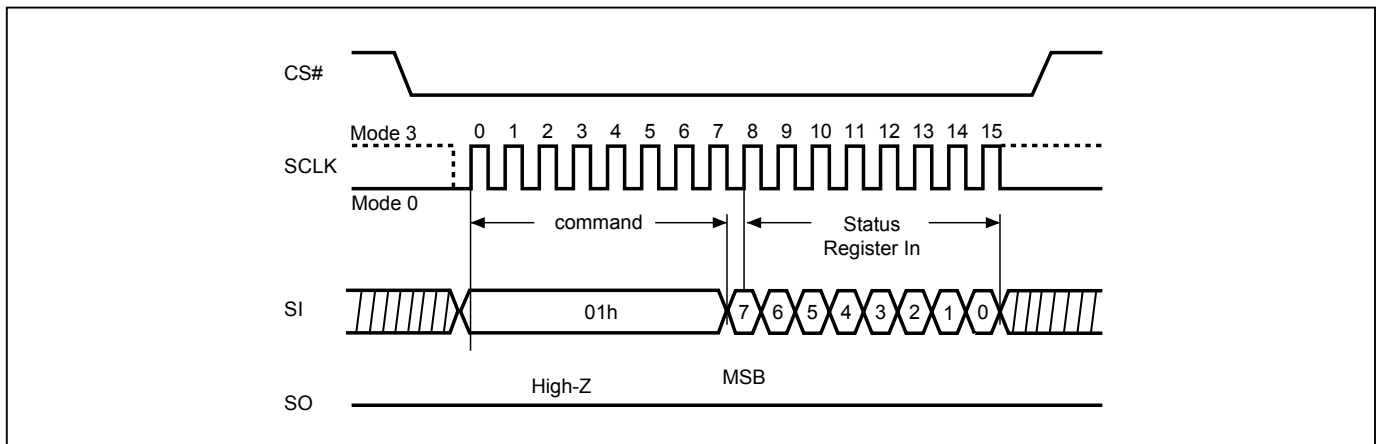 CS#
Mode 3
0 1 2 3 4 5 6 7 8 9 10 11 12 13 14 15
SCLK
Mode 0
command
Status
Register In
SI
01h
7 6 5 4 3 2 1 0
High-Z
MSB
SO